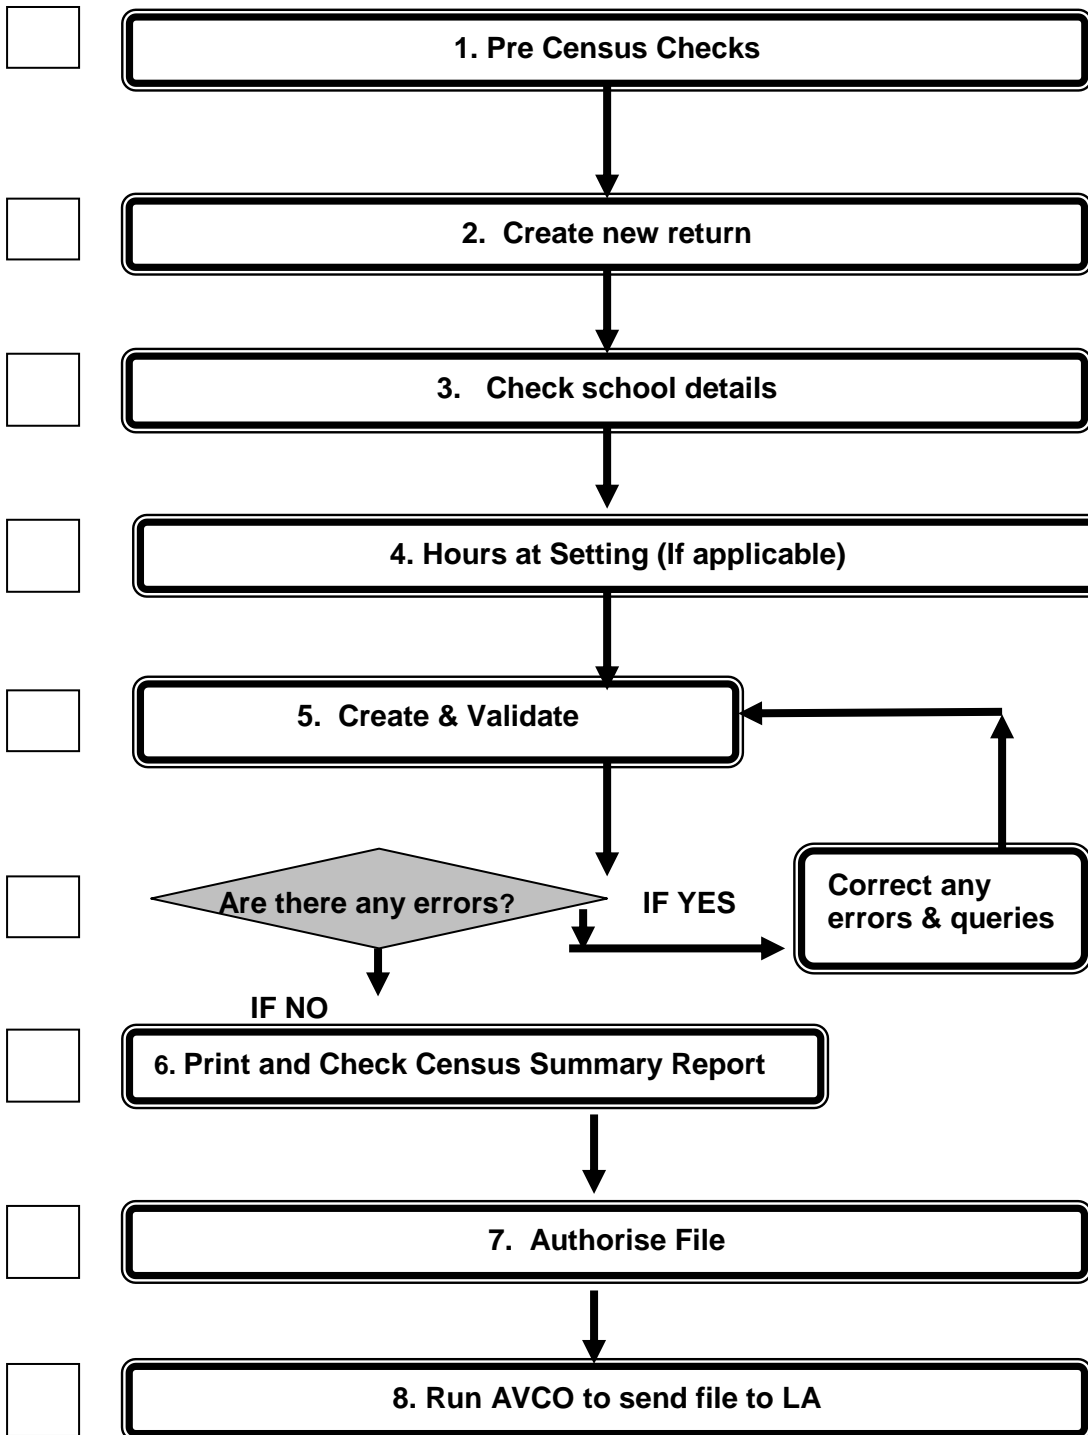 1. Pre Census Checks
2. Create new return
3. Check school details
4. Hours at Setting (If applicable)
5. Create & Validate
Are there any errors?
IF YES
Correct any
errors & queries
IF NO
6. Print and Check Census Summary Report
7. Authorise File
8. Run AVCO to send file to LA